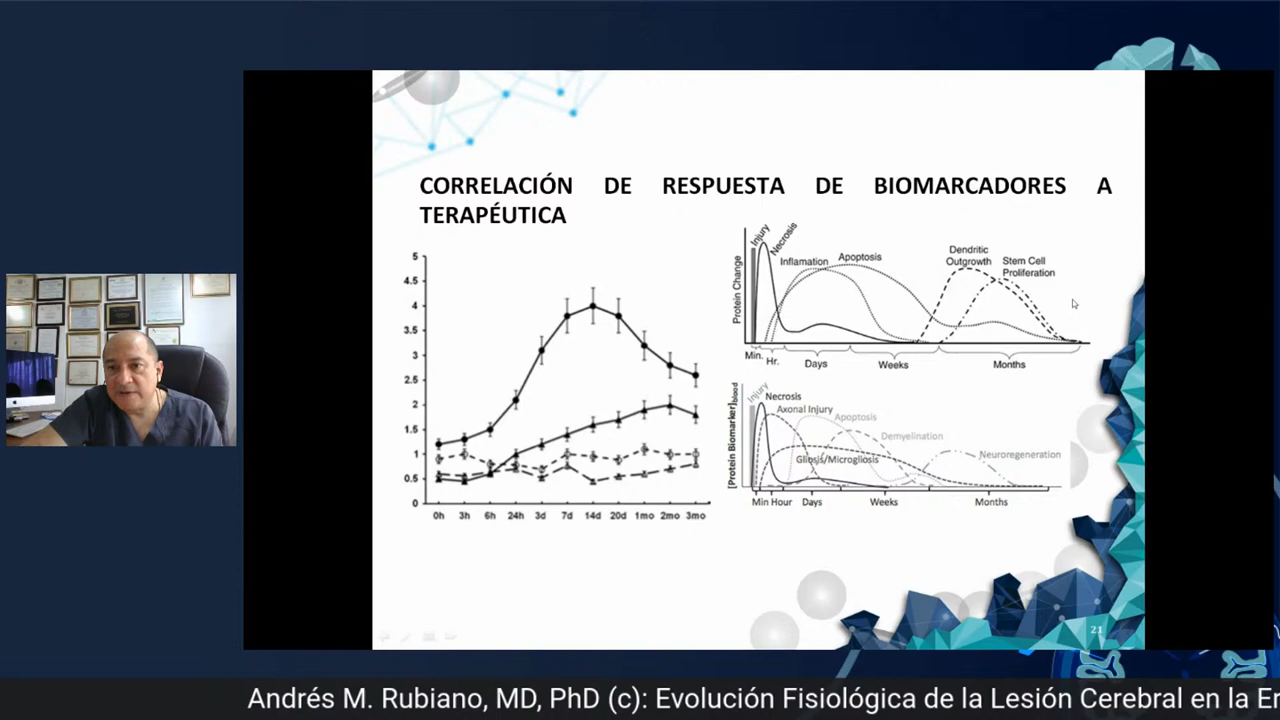 CORRELACIÓN DE RESPUESTA DE BIOMARCADORES A
TERAPÉUTICA
5
4.5
4
3.5
3
2.5
2
1.5
1
0.5
0
0h 3h 6h 24h 3d 7d 14d 20d 1mo 2mo 3mo
Protein Change
Injury
Necrosis
Inflamation
Apoptosis
Dendritic
Outgrowth
Stem Cell
Proliferation
Min. Hr. Days Weeks Months
[Protein Biomarker]blood
Injury
Necrosis
Axonal Injury
Apoptosis
Demyelination
Gliosis/Microgliosis
Neuroregeneration
Min Hour Days Weeks Months
21
Andrés M. Rubiano, MD, PhD (c): Evolución Fisiológica de la Lesión Cerebral en la